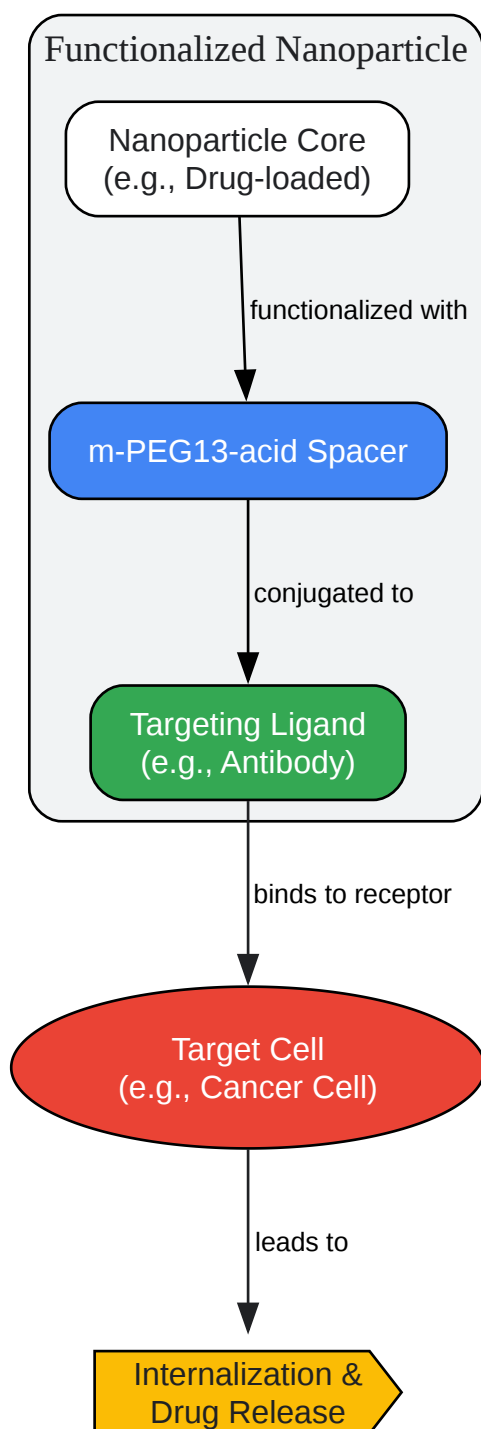 Functionalized Nanoparticle
Nanoparticle Core
(e.g., Drug-loaded)
functionalized with
m-PEG13-acid Spacer
conjugated to
Targeting Ligand
(e.g., Antibody)
binds to receptor
Target Cell
(e.g., Cancer Cell)
leads to
Internalization &
Drug Release